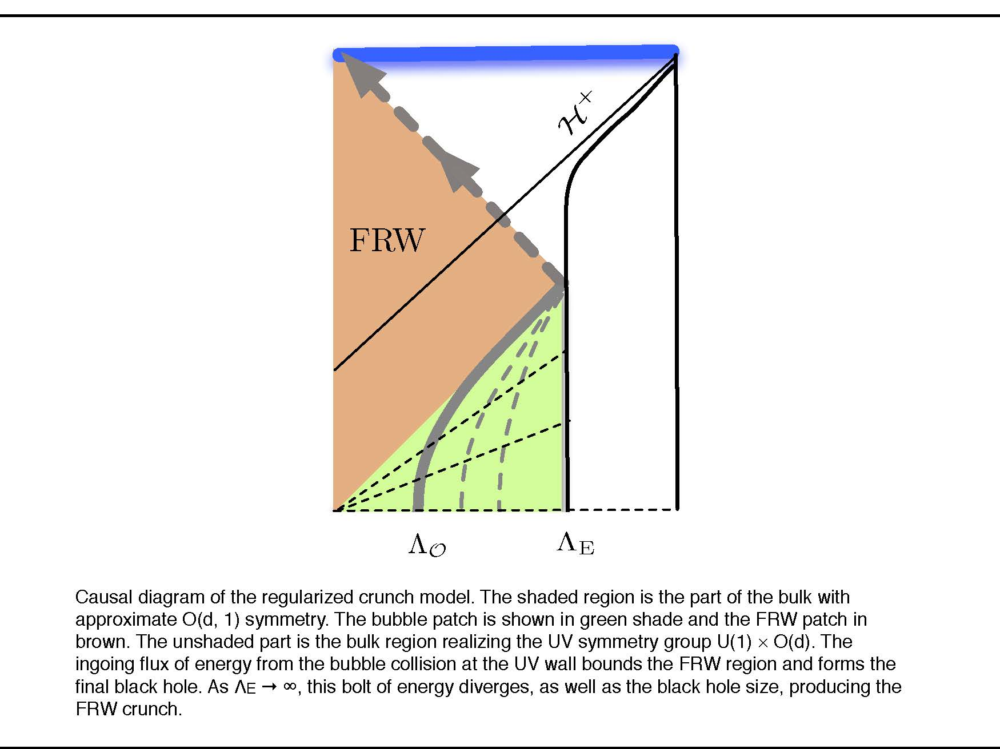 ℋ⁺
FRW
Λ𝒪
ΛE
Causal diagram of the regularized crunch model. The shaded region is the part of the bulk with
approximate O(d, 1) symmetry. The bubble patch is shown in green shade and the FRW patch in
brown. The unshaded part is the bulk region realizing the UV symmetry group U(1) × O(d). The
ingoing flux of energy from the bubble collision at the UV wall bounds the FRW region and forms the
final black hole. As ΛE → ∞, this bolt of energy diverges, as well as the black hole size, producing the
FRW crunch.